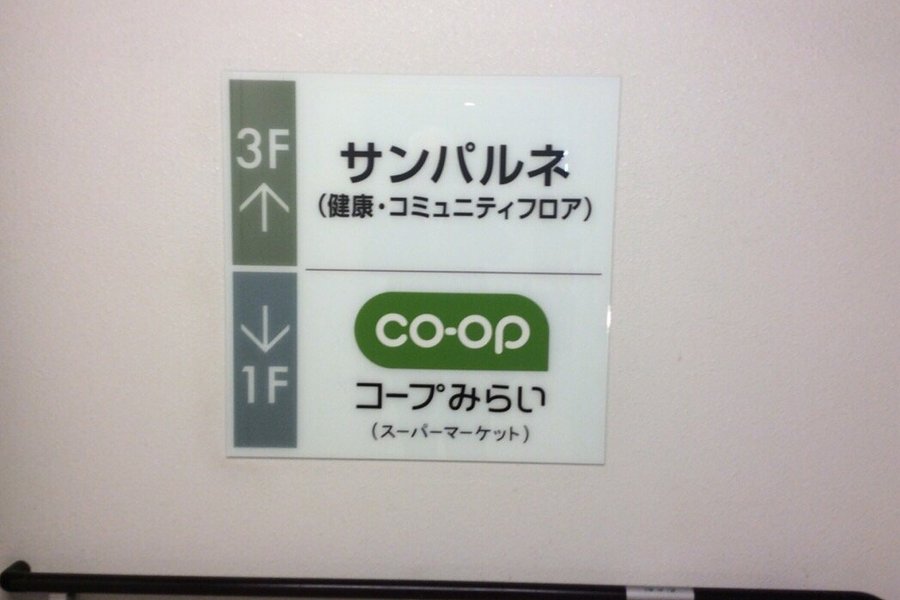 3F
↑
サンパルネ
(健康・コミュニティフロア)
↓
1F
co-op
コープみらい
(スーパーマーケット)